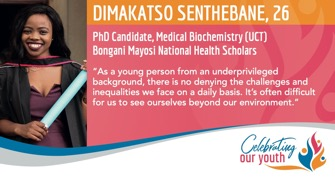 DIMAKATSO SENTHEBANE, 26
PhD Candidate, Medical Biochemistry (UCT)
Bongani Mayosi National Health Scholars
“As a young person from an underprivileged
background, there is no denying the challenges and
inequalities we face on a daily basis. It’s often difficult
for us to see ourselves beyond our environment.”
Celebrating
our youth